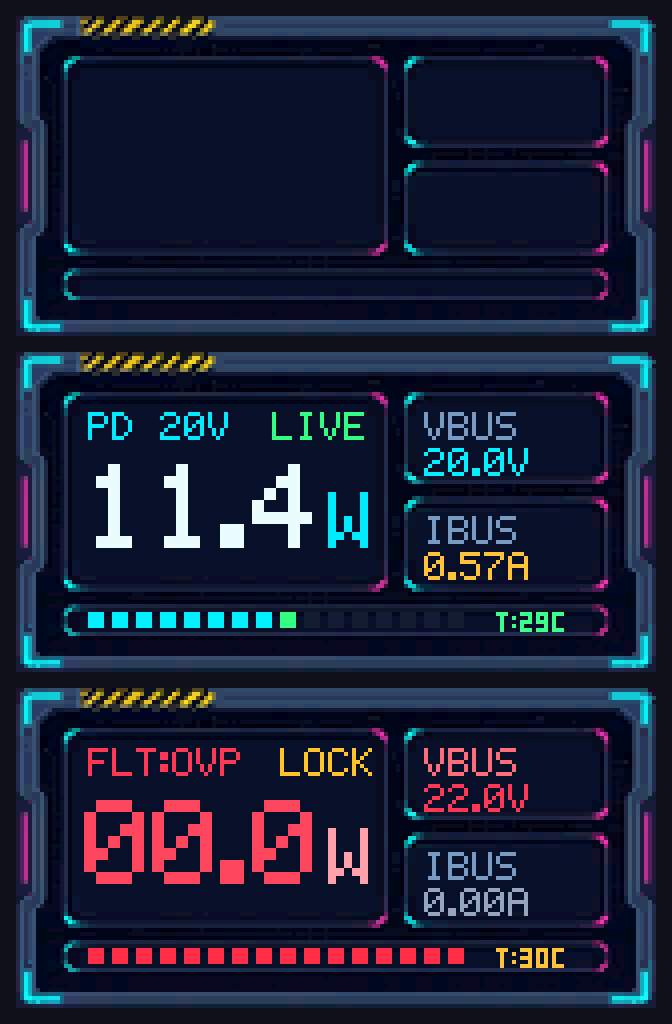 PD 20V LIVE
11.4W
VBUS
20.0V
IBUS
0.57A
T:29C
FLT:OVP LOCK
00.0W
VBUS
22.0V
IBUS
0.00A
T:30C